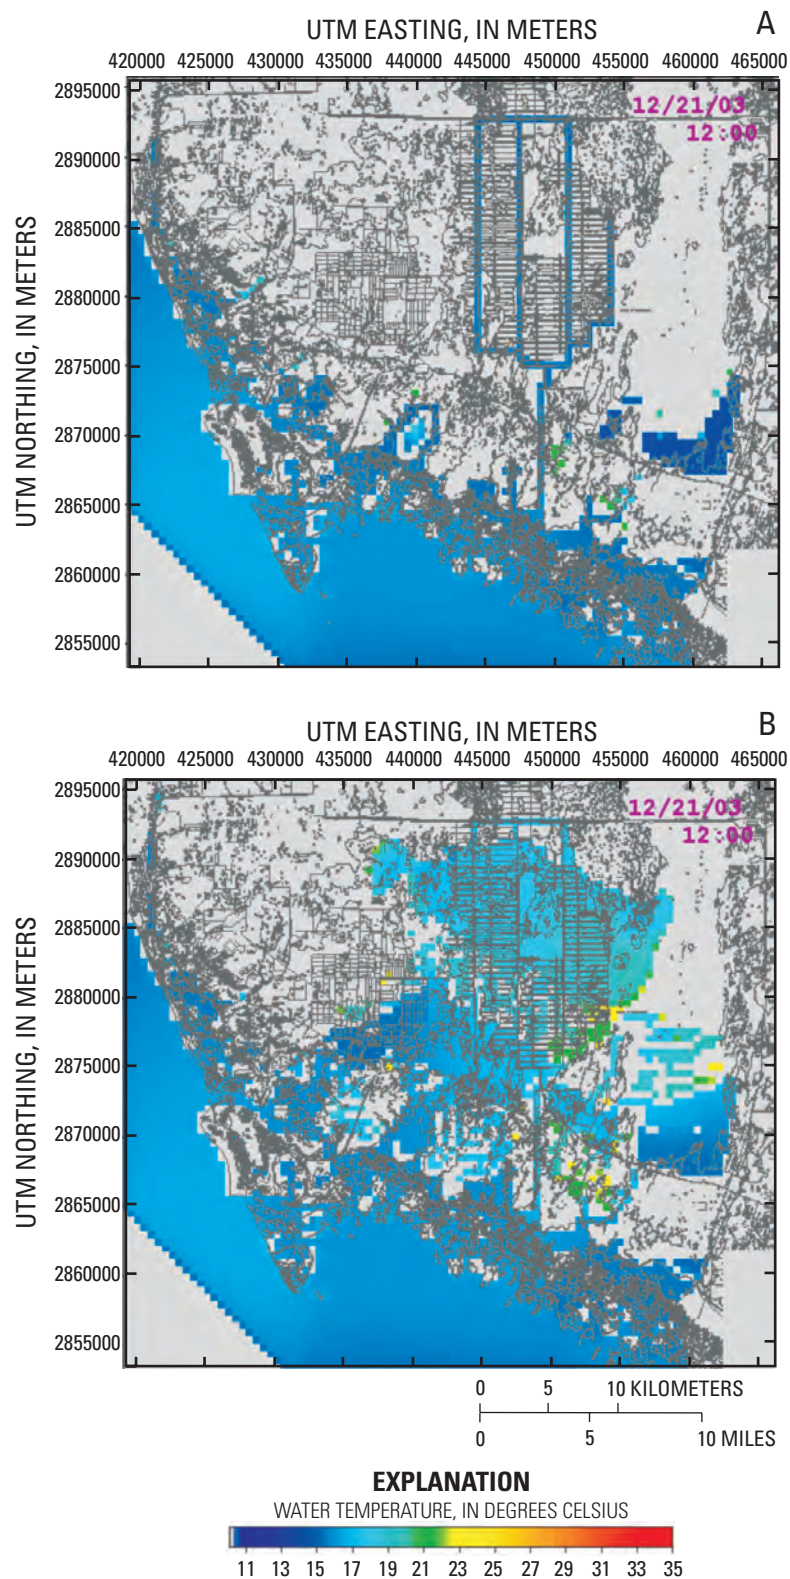 A
UTM EASTING, IN METERS
420000 425000 430000 435000 440000 445000 450000 455000 460000 465000
12/21/03
12:00
UTM NORTHING, IN METERS
2895000
2890000
2885000
2880000
2875000
2870000
2865000
2860000
2855000
B
UTM EASTING, IN METERS
420000 425000 430000 435000 440000 445000 450000 455000 460000 465000
12/21/03
12:00
UTM NORTHING, IN METERS
2895000
2890000
2885000
2880000
2875000
2870000
2865000
2860000
2855000
0 5 10 KILOMETERS
0 5 10 MILES
EXPLANATION
WATER TEMPERATURE, IN DEGREES CELSIUS
11 13 15 17 19 21 23 25 27 29 31 33 35